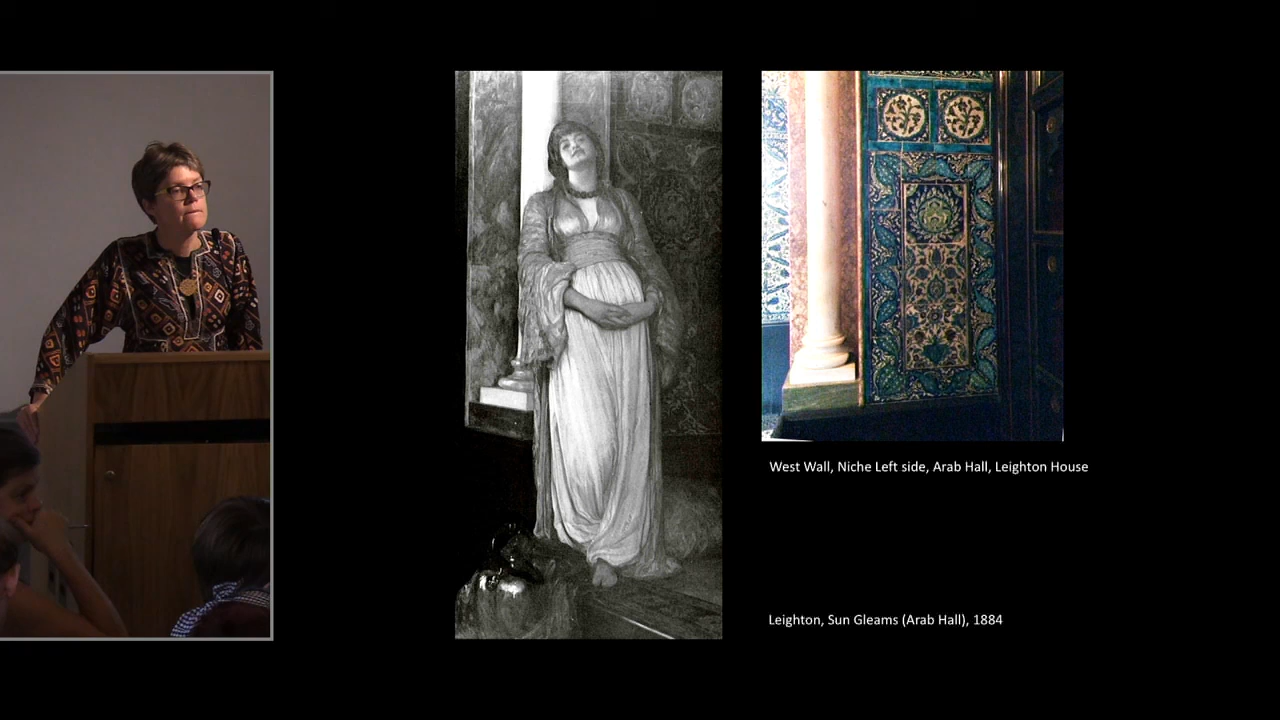 West Wall, Niche Left side, Arab Hall, Leighton House
Leighton, Sun Gleams (Arab Hall), 1884